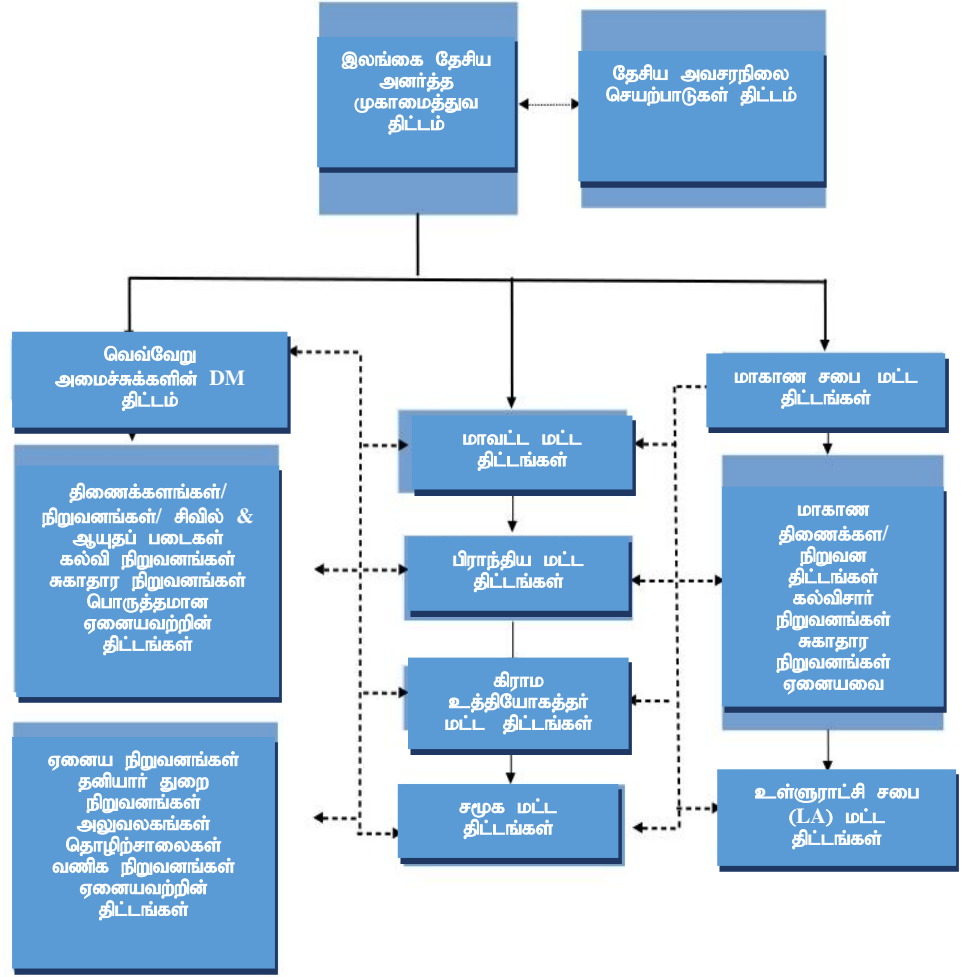 இலங்கை தேசிய
அனர்த்த
முகாமைத்துவ
திட்டம்
தேசிய அவசரநிலை
செயற்பாடுகள் திட்டம்
வெவ்வேறு
அமைச்சுக்களின் DM
திட்டம்
மாகாண சபை மட்ட
திட்டங்கள்
மாவட்ட மட்ட
திட்டங்கள்
திணைக்களங்கள்/
நிறுவனங்கள்/ சிவில் &
ஆயுதப் படைகள்
கல்வி நிறுவனங்கள்
சுகாதார நிறுவனங்கள்
பொருத்தமான
ஏனையவற்றின்
திட்டங்கள்
பிராந்திய மட்ட
திட்டங்கள்
மாகாண
திணைக்கள/
நிறுவன
திட்டங்கள்
கல்விசார்
நிறுவனங்கள்
சுகாதார
நிறுவனங்கள்
ஏனையவை
கிராம
உத்தியோகத்தர்
மட்ட திட்டங்கள்
ஏனைய நிறுவனங்கள்
தனியார் துறை
நிறுவனங்கள்
அலுவலகங்கள்
தொழிற்சாலைகள்
வணிக நிறுவனங்கள்
ஏனையவற்றின்
திட்டங்கள்
சமூக மட்ட
திட்டங்கள்
உள்ளுராட்சி சபை
(LA) மட்ட
திட்டங்கள்